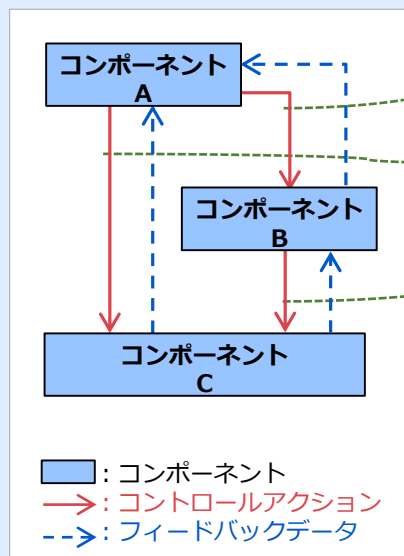 コンポーネント
A
コンポーネント
B
コンポーネント
C
: コンポーネント
: コントロールアクション
: フィードバックデータ